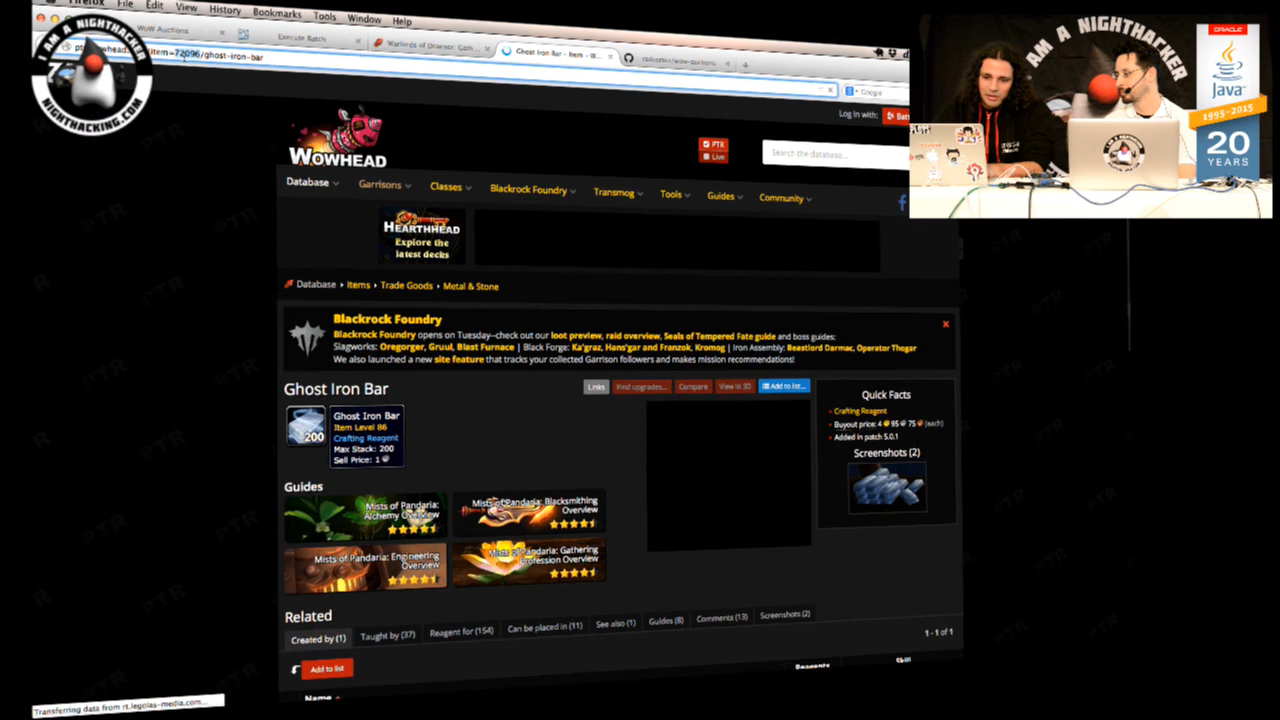 Firefox File Edit View History Bookmarks Tools Window Help
WoW Auctions
Execute Batch
Warlords of Draenor: Gath...
Ghost Iron Bar - Item - W...
radcortez/wow-auctions
item=72096/ghost-iron-bar
Google
I AM A NIGHTHACKER
NIGHTHACKING.COM
I AM A NIGHTHACKER
ORACLE
Java
1995-2015
20
YEARS
Log in with:
WOWHEAD
PTR
Live
Search the database...
Database
Garrisons
Classes
Blackrock Foundry
Transmog
Tools
Guides
Community
HEARTHHEAD
Explore the
latest decks
Database Items Trade Goods Metal & Stone
Blackrock Foundry
Blackrock Foundry opens on Tuesday--check out our loot preview, raid overview, Seals of Tempered Fate guide and boss guides:
Slagworks: Oregorger, Gruul, Blast Furnace | Black Forge: Ka'graz, Hans'gar and Franzok, Kromog | Iron Assembly: Beastlord Darmac, Operator Thogar
We also launched a new site feature that tracks your collected Garrison followers and makes mission recommendations!
Ghost Iron Bar
Links
Find upgrades...
Compare
View in 3D
Add to list...
200
Ghost Iron Bar
Item Level 86
Crafting Reagent
Max Stack: 200
Sell Price: 1
Quick Facts
Crafting Reagent
Buyout price: 4 95 75 (each)
Added in patch 5.0.1
Screenshots (2)
Guides
Mists of Pandaria:
Alchemy Overview
Mists of Pandaria: Blacksmithing
Overview
Mists of Pandaria: Engineering
Overview
Mists of Pandaria: Gathering
Profession Overview
Related
Created by (1)
Taught by (37)
Reagent for (154)
Can be placed in (11)
See also (1)
Guides (8)
Comments (13)
Screenshots (2)
1 - 1 of 1
Add to list
Name
Reagents
Skill
Transferring data from rt.legolas-media.com...